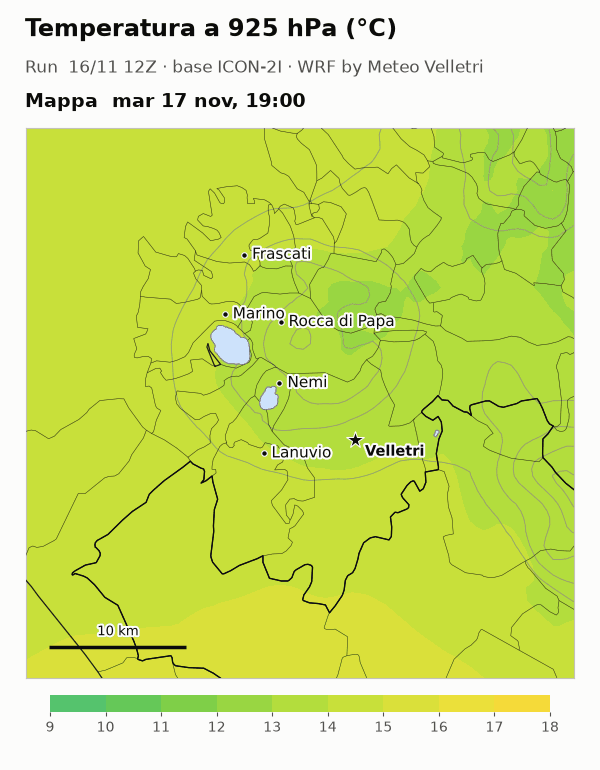 Temperatura a 925 hPa (°C)
Run 16/11 12Z · base ICON-2I · WRF by Meteo Velletri
Mappa mar 17 nov, 19:00
Frascati
Marino
Rocca di Papa
Nemi
Velletri
Lanuvio
10 km
9 10 11 12 13 14 15 16 17 18